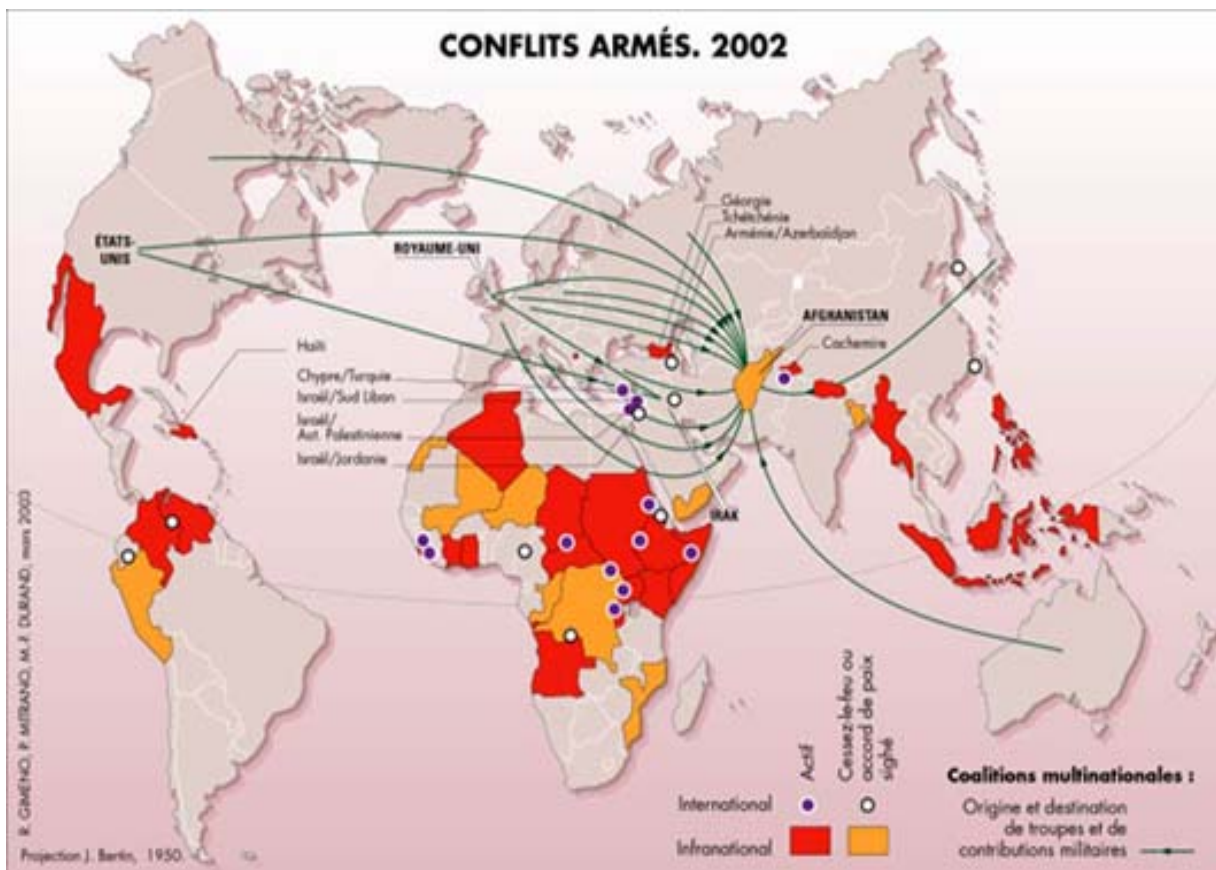 CONFLITS ARMÉS. 2002
Géorgie
Tchétchénie
Arménie/Azerbaïdjan
ÉTATS-
UNIS
ROYAUME-UNI
AFGHANISTAN
Cachemire
Haïti
Chypre/Turquie
Israël/Sud Liban
Israël/
Aut. Palestinienne
Israël/Jordanie
IRAK
R. GIMENO, P. MITRANO, M.-F. DURAND, mars 2003
Projection J. Bertin, 1950.
Actif
Cessez-le-feu ou
accord de paix
signé
International
Infranational
Coalitions multinationales :
Origine et destination
de troupes et de
contributions militaires